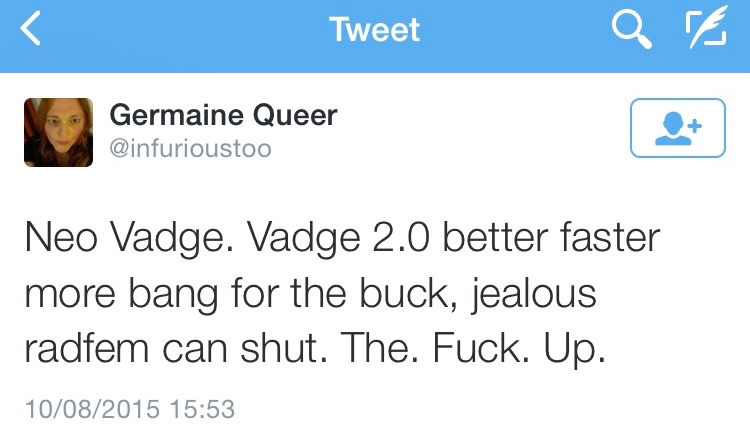 Tweet
Germaine Queer
@infurioustoo
Neo Vadge. Vadge 2.0 better faster
more bang for the buck, jealous
radfem can shut. The. Fuck. Up.
10/08/2015 15:53